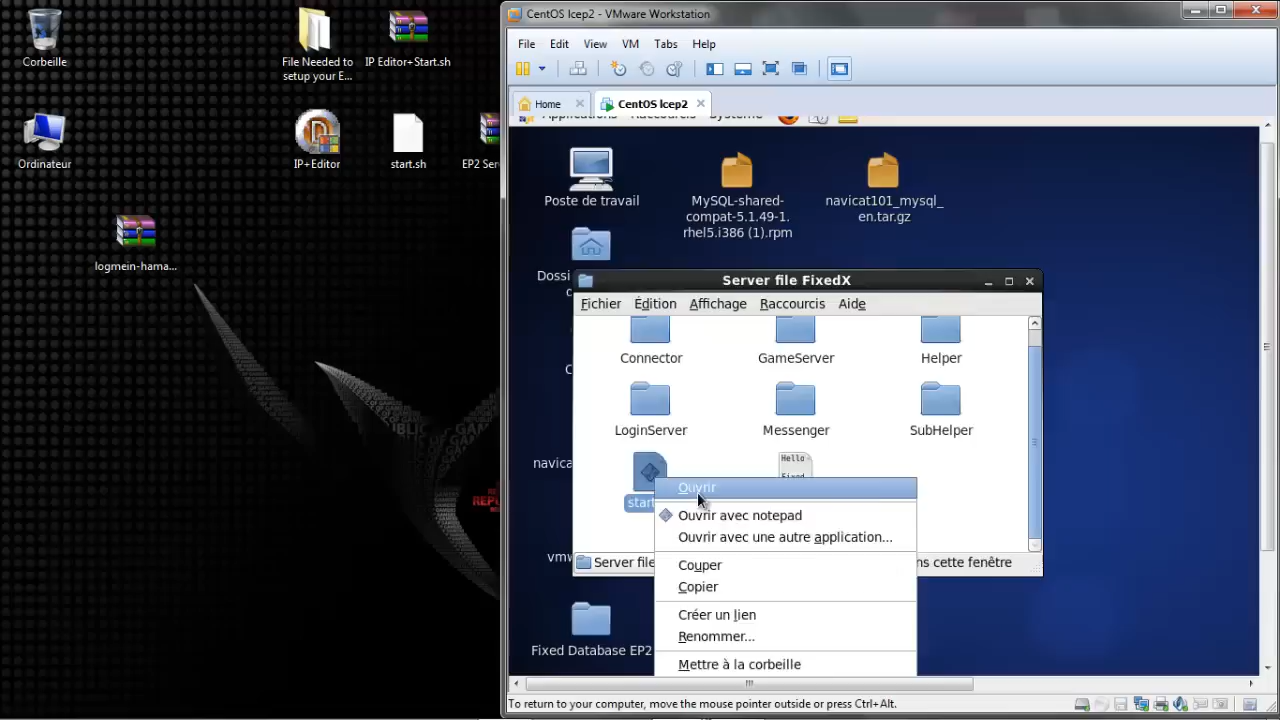 Corbeille
File Needed to
setup your E...
IP Editor+Start.sh
Ordinateur
IP+Editor
start.sh
EP2 Ser
logmein-hama...
CentOS lcep2 - VMware Workstation
File Edit View VM Tabs Help
Home
CentOS lcep2
Applications Raccourcis Système
Poste de travail
MySQL-shared-
compat-5.1.49-1.
rhel5.i386 (1).rpm
navicat101_mysql_
en.tar.gz
Dossi
Server file FixedX
Fichier Édition Affichage Raccourcis Aide
Connector
GameServer
Helper
LoginServer
Messenger
SubHelper
navica
Hello
start
Ouvrir
Ouvrir avec notepad
Ouvrir avec une autre application...
Couper
Copier
Créer un lien
Renommer...
Mettre à la corbeille
vmw
Server file
ns cette fenêtre
Fixed Database EP2
To return to your computer, move the mouse pointer outside or press Ctrl+Alt.